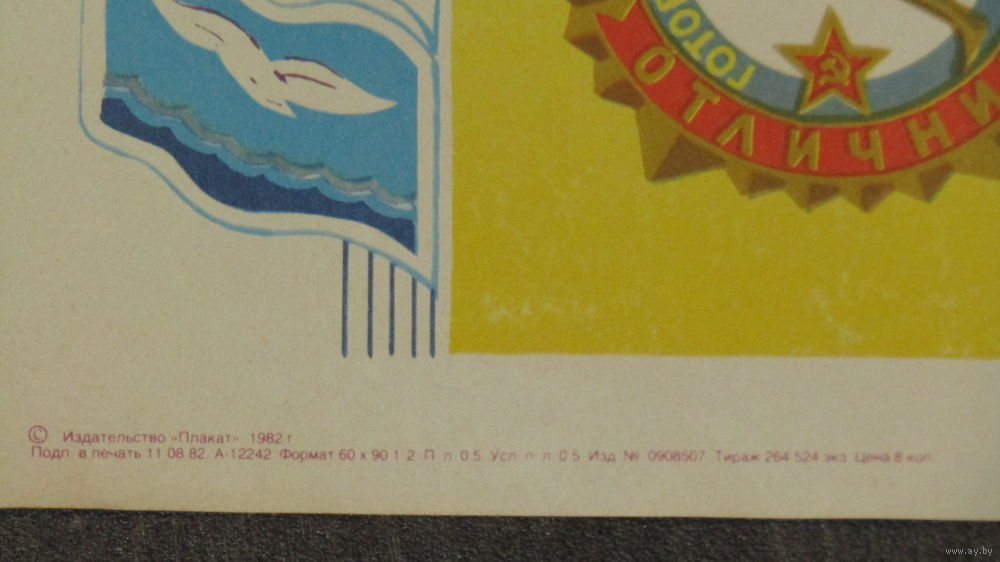 ГОТОВ
ОТЛИЧНИ
© Издательство «Плакат» 1982 г
Подп. в печать 11 08 82. А-12242 Формат 60 х 90 1 2 П. л. 0 5 Усл п л. 0 5 Изд. № 0908507 Тираж 264 524 экз. Цена 8 коп
www.ay.by